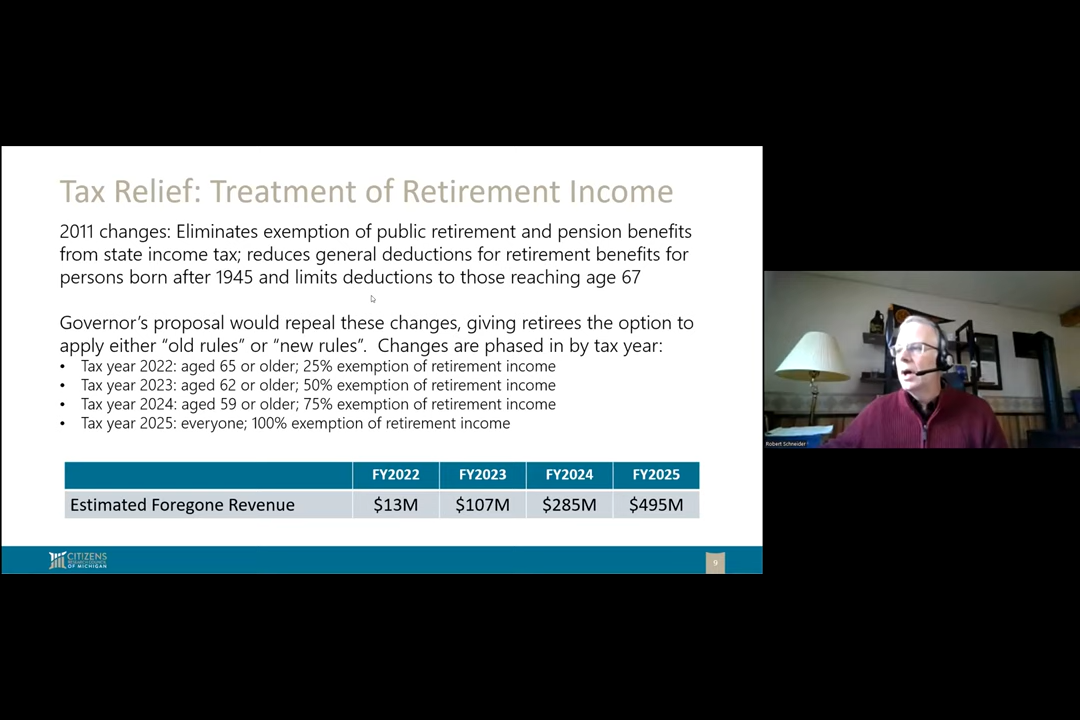 Tax Relief: Treatment of Retirement Income
2011 changes: Eliminates exemption of public retirement and pension benefits
from state income tax; reduces general deductions for retirement benefits for
persons born after 1945 and limits deductions to those reaching age 67
Governor's proposal would repeal these changes, giving retirees the option to
apply either “old rules” or “new rules”. Changes are phased in by tax year:
• Tax year 2022: aged 65 or older; 25% exemption of retirement income
• Tax year 2023: aged 62 or older; 50% exemption of retirement income
• Tax year 2024: aged 59 or older; 75% exemption of retirement income
• Tax year 2025: everyone; 100% exemption of retirement income
FY2022 FY2023 FY2024 FY2025
Estimated Foregone Revenue $13M $107M $285M $495M
CITIZENS
RESEARCH COUNCIL
OF MICHIGAN
9
Robert Schneider